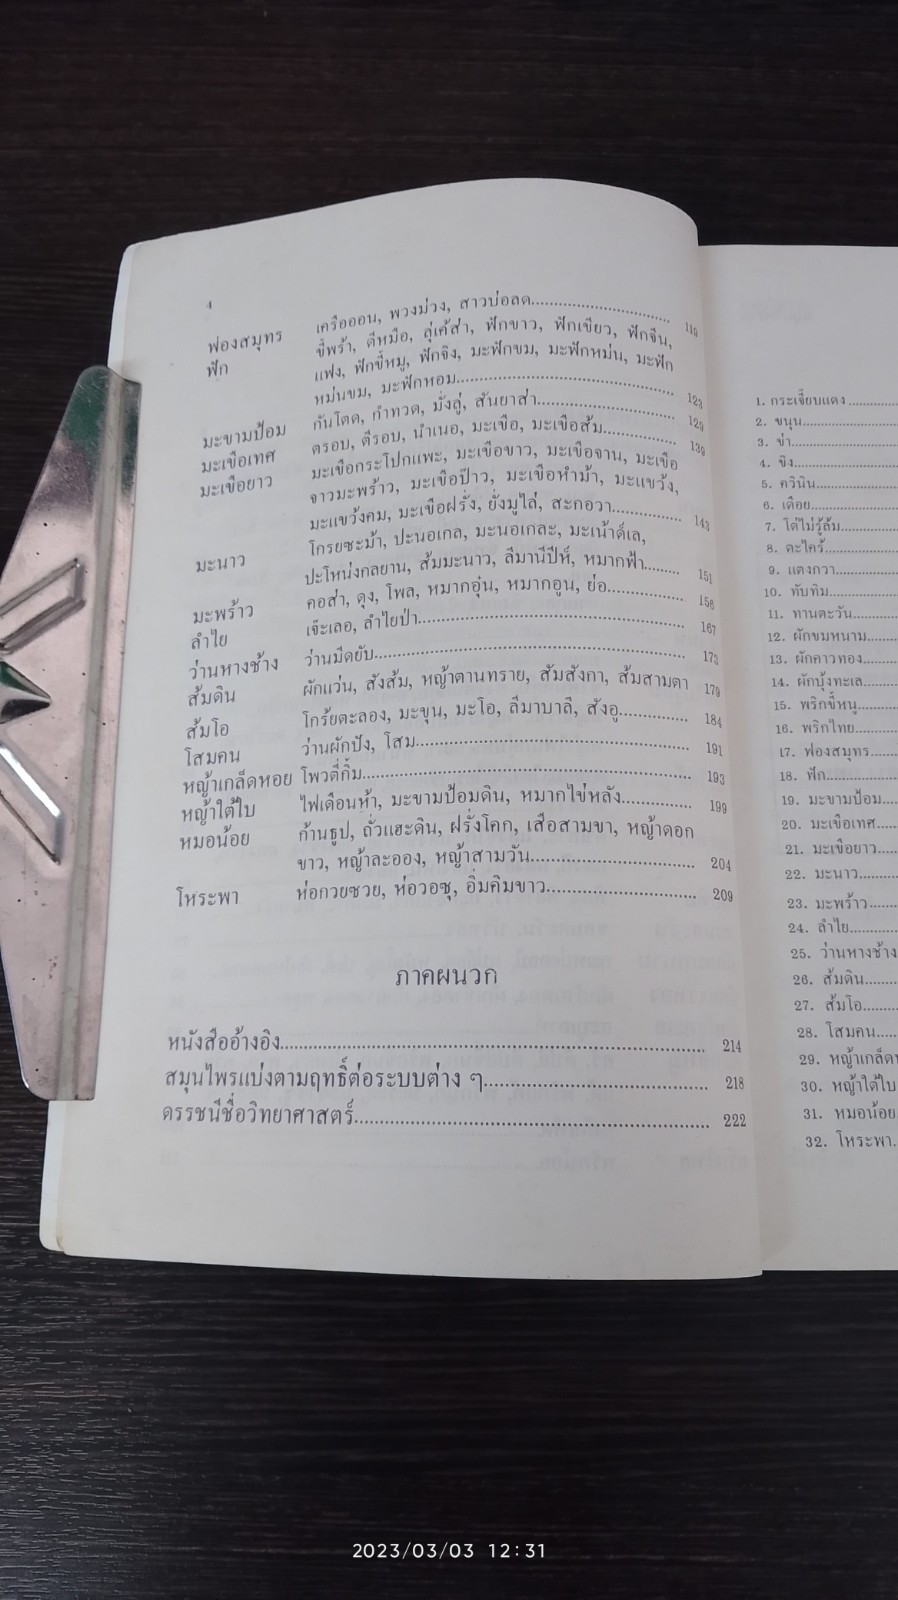 4
ฟองสมุทร เครือออน, พวงม่วง, สาวบ่อลด.................................. 119
ฟัก ขี้พร้า, ดีหมือ, ลุ่เค้ส่า, ฟักขาว, ฟักเขียว, ฟักจีน,
แฟง, ฟักขี้หมู, ฟักจิง, มะฟักขม, มะฟักหม่น, มะฟัก
หม่นขม, มะฟักหอม.................................................. 123
มะขามป้อม กันโตด, กำทวด, มั่งลู่, สันยาส่า................................ 129
มะเขือเทศ ตรอบ, ตีรอบ, น้ำเนอ, มะเขือ, มะเขือส้ม.................. 139
มะเขือยาว มะเขือกระโปกแพะ, มะเขือขาว, มะเขือจาน, มะเขือ
จาวมะพร้าว, มะเขือป๊าว, มะเขือหำม้า, มะแขว้ง,
มะแขว้งคม, มะเขือฝรั่ง, ยั่งมูไล่, สะกอวา.................... 143
มะนาว โกรยชะม้า, ปะนอเกล, มะนอเกละ, มะเน้าด์เล,
ปะโหน่งกลยาน, ส้มมะนาว, ลีมานีปีห์, หมากฟ้า......... 151
มะพร้าว คอส่า, ดุง, โพล, หมากอุ๋น, หมากอูน, ย่อ........................ 156
ลำไย เจ๊ะเลอ, ลำไยป่า...................................................... 167
ว่านหางช้าง ว่านมีดยับ............................................................. 173
ส้มดิน ผักแว่น, สังส้ม, หญ้าตานทราย, สัมสังกา, ส้มสามตา 179
ส้มโอ โกร้ยตะลอง, มะขุน, มะโอ, ลีมาบาลี, สังอู................. 184
โสมคน ว่านผักปัง, โสม....................................................... 191
หญ้าเกล็ดหอย โพวตี่กิ้ม................................................................ 193
หญ้าใต้ใบ ไฟเดือนห้า, มะขามป้อมดิน, หมากไข่หลัง................. 199
หมอน้อย ก้านธูป, ถั่วแฮะดิน, ฝรั่งโคก, เสือสามขา, หญ้าดอก
ขาว, หญ้าละออง, หญ้าสามวัน.................................. 204
โหระพา ห่อกวยซวย, ห่อวอซุ, อิ่มคิมขาว............................... 209
ภาคผนวก
หนังสืออ้างอิง................................................................. 214
สมุนไพรแบ่งตามฤทธิ์ต่อระบบต่าง ๆ.................................. 218
ดรรชนีชื่อวิทยาศาสตร์....................................................... 222
1. กระเจี๊ยบแดง..........
2. ขนุน..........
3. ข่า..........
4. ขิง..........
5. ควินิน..........
6. เดือย..........
7. โด่ไม่รู้ล้ม..........
8. ตะไคร้..........
9. แตงกวา..........
10. ทับทิม..........
11. ทานตะวัน..........
12. ผักขมหนาม..........
13. ผักคาวทอง..........
14. ผักบุ้งทะเล..........
15. พริกขี้หนู..........
16. พริกไทย..........
17. ฟองสมุทร..........
18. ฟัก..........
19. มะขามป้อม..........
20. มะเขือเทศ..........
21. มะเขือยาว..........
22. มะนาว..........
23. มะพร้าว..........
24. ลำไย..........
25. ว่านหางช้าง
26. ส้มดิน..........
27. ส้มโอ..........
28. โสมคน..........
29. หญ้าเกล็ด
30. หญ้าใต้ใบ
31. หมอน้อย
32. โหระพา.
2023/03/03 12:31